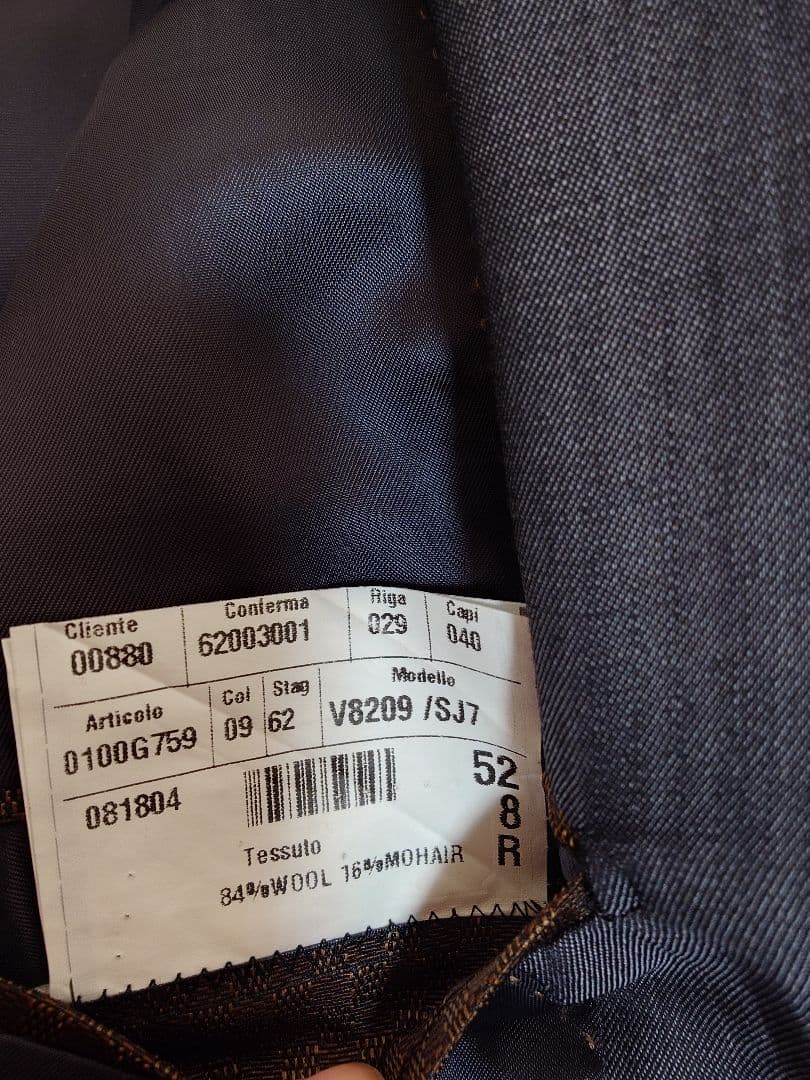 Cliente Conferma Riga Capi
00880 62003001 029 040
Articolo Col Stag Modello
0100G759 09 62 V8209 /SJ7
081804 52
8
R
Tessuto
84%WOOL 16%MOHAIR